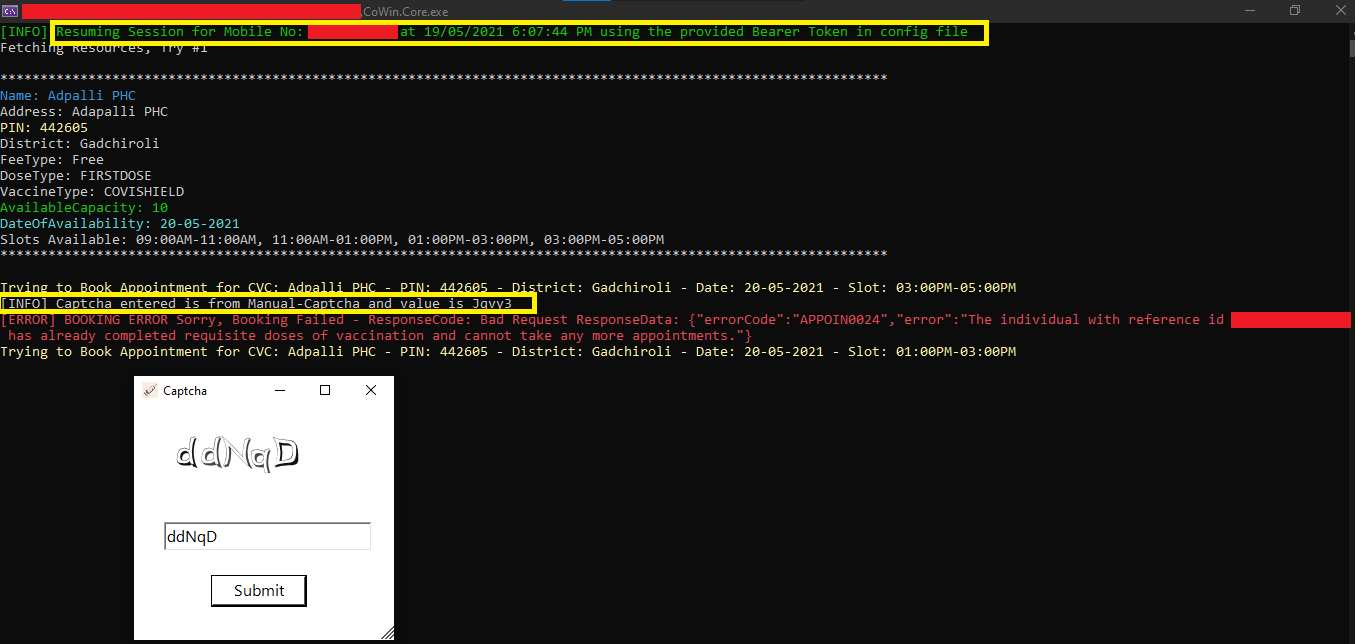 \CoWin.Core.exe
[INFO] Resuming Session for Mobile No: at 19/05/2021 6:07:44 PM using the provided Bearer Token in config file
Fetching Resources, Try #1
***************************************************************************************************************
Name: Adpalli PHC
Address: Adapalli PHC
PIN: 442605
District: Gadchiroli
FeeType: Free
DoseType: FIRSTDOSE
VaccineType: COVISHIELD
AvailableCapacity: 10
DateOfAvailability: 20-05-2021
Slots Available: 09:00AM-11:00AM, 11:00AM-01:00PM, 01:00PM-03:00PM, 03:00PM-05:00PM
***************************************************************************************************************
Trying to Book Appointment for CVC: Adpalli PHC - PIN: 442605 - District: Gadchiroli - Date: 20-05-2021 - Slot: 03:00PM-05:00PM
[INFO] Captcha entered is from Manual-Captcha and value is Jqvy3
[ERROR] BOOKING ERROR Sorry, Booking Failed - ResponseCode: Bad Request ResponseData: {"errorCode":"APPOIN0024","error":"The individual with reference id
has already completed requisite doses of vaccination and cannot take any more appointments."}
Trying to Book Appointment for CVC: Adpalli PHC - PIN: 442605 - District: Gadchiroli - Date: 20-05-2021 - Slot: 01:00PM-03:00PM
Captcha
ddNqD
ddNqD
Submit